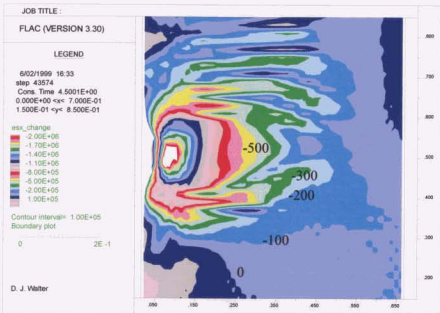 JOB TITLE :
FLAC (VERSION 3.30)
LEGEND
6/02/1999 16:33
step 43574
Cons. Time 4.5001E+00
0.000E+00 <x< 7.000E-01
1.500E-01 <y< 8.500E-01
esx_change
-2.00E+06
-1.70E+06
-1.40E+06
-1.10E+06
-8.00E+05
-5.00E+05
-2.00E+05
1.00E+05
Contour interval= 1.00E+05
Boundary plot
0 2E -1
D. J. Walter
-500
-300
-200
-100
0
.800
.700
.600
.500
.400
.300
.200
.050 .150 .250 .350 .450 .550 .650